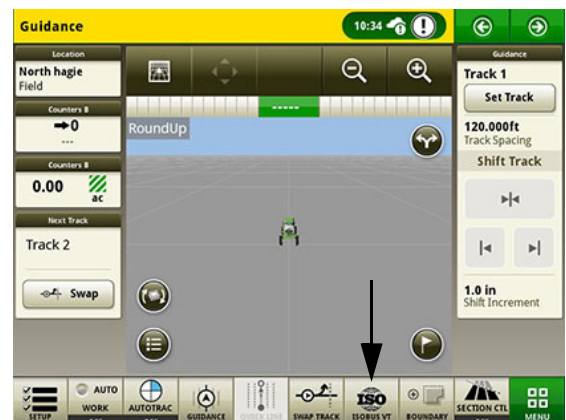 Guidance
10:34
Location
North hagie
Field
Counters B
0
---
Counters B
0.00
ac
Next Track
Track 2
Swap
-----
RoundUp
Guidance
Track 1
Set Track
120.000ft
Track Spacing
Shift Track
1.0 in
Shift Increment
SETUP
AUTO
WORK
AUTOTRAC
GUIDANCE
QUICK LINE
SWAP TRACK
ISO
ISOBUS VT
BOUNDARY
SECTION CTL
MENU